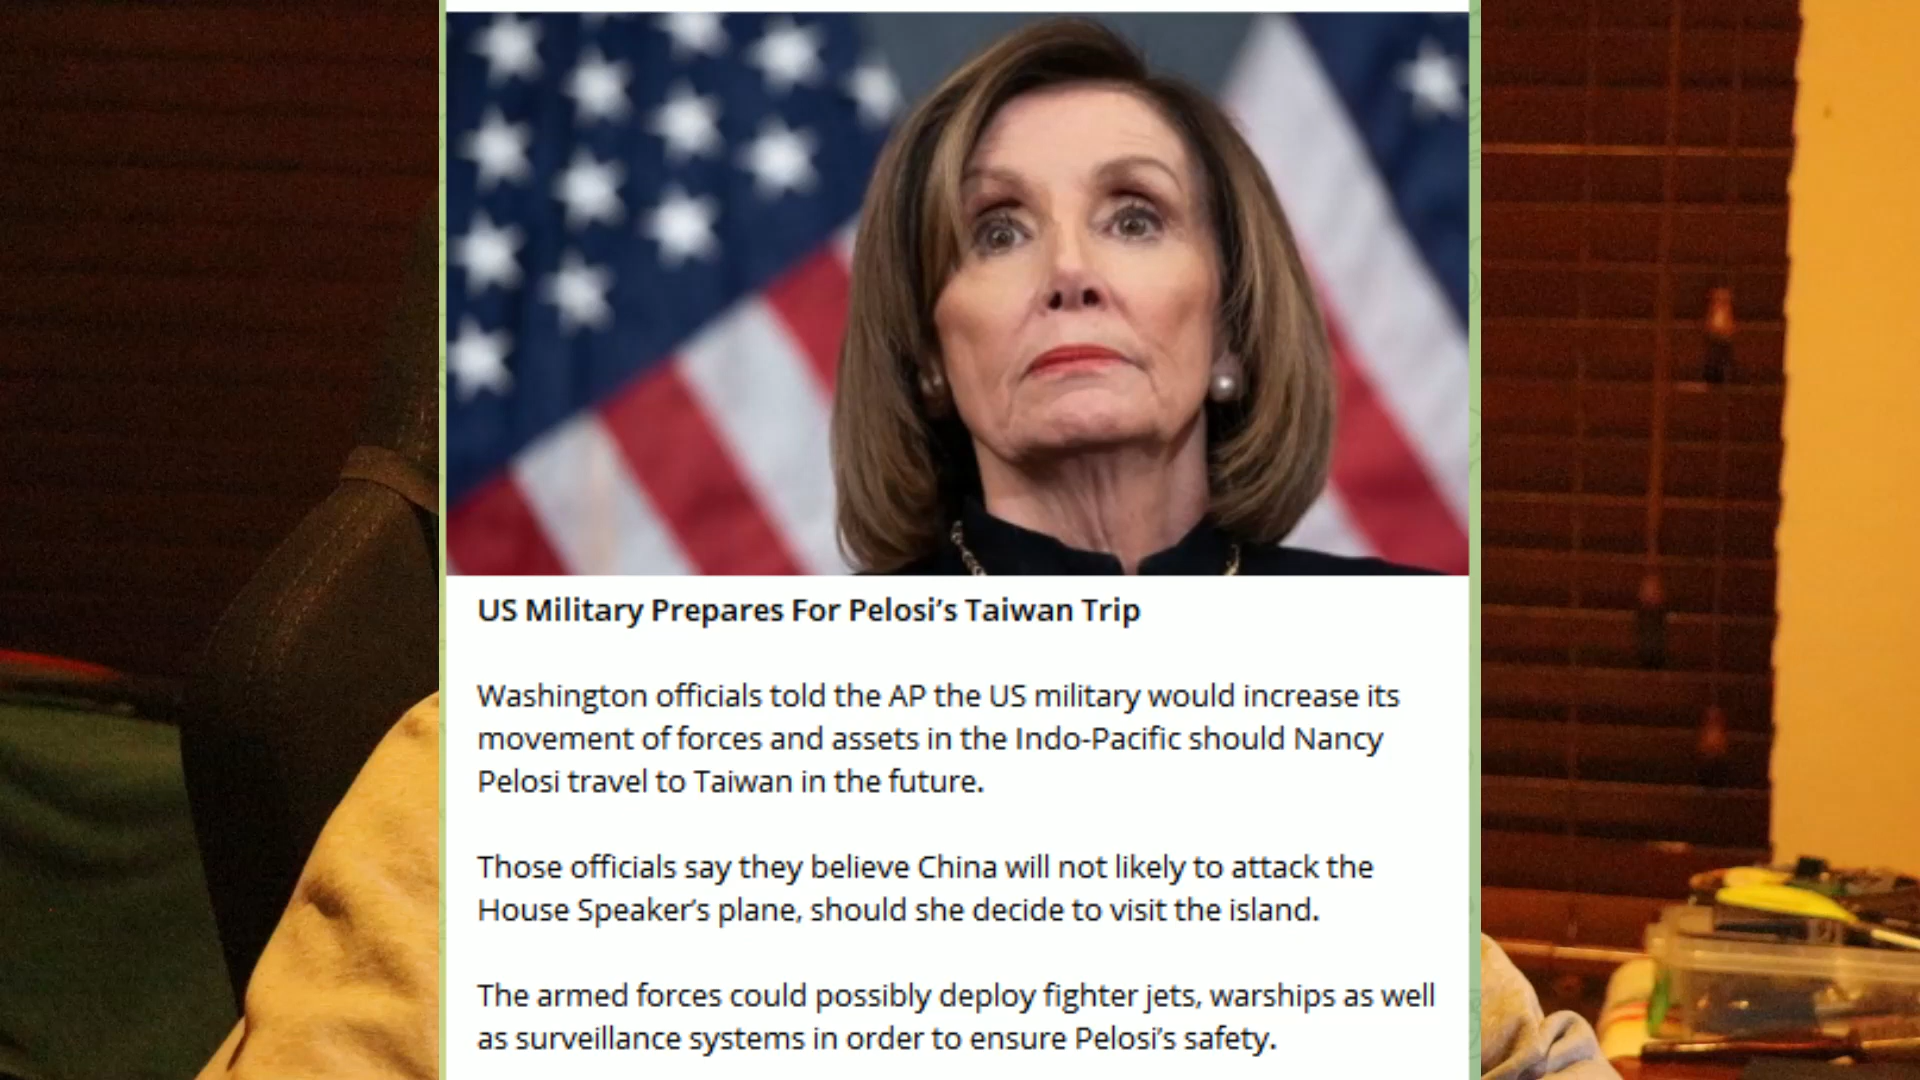 US Military Prepares For Pelosi’s Taiwan Trip
Washington officials told the AP the US military would increase its
movement of forces and assets in the Indo-Pacific should Nancy
Pelosi travel to Taiwan in the future.
Those officials say they believe China will not likely to attack the
House Speaker’s plane, should she decide to visit the island.
The armed forces could possibly deploy fighter jets, warships as well
as surveillance systems in order to ensure Pelosi’s safety.